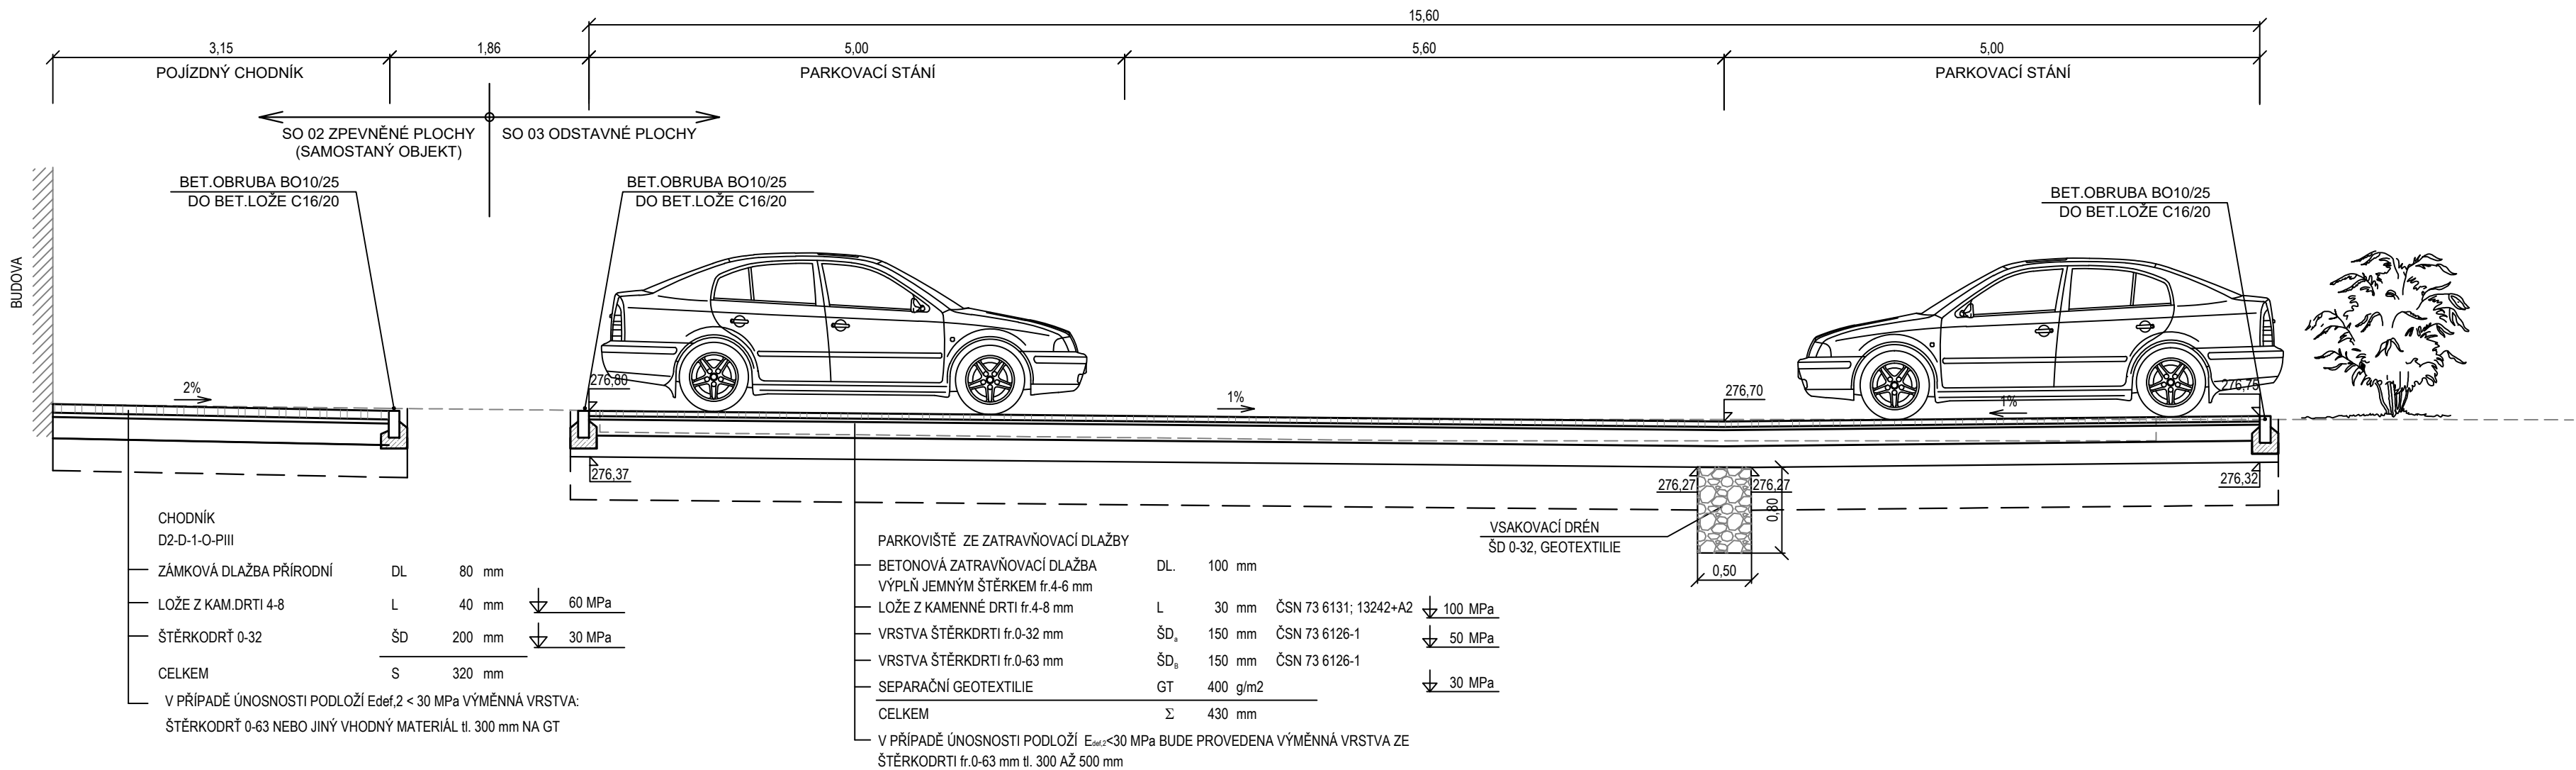 15,60
3,15
1,86
5,00
5,60
5,00
POJÍZDNÝ CHODNÍK
PARKOVACÍ STÁNÍ
PARKOVACÍ STÁNÍ
SO 02 ZPEVNĚNÉ PLOCHY
(SAMOSTANÝ OBJEKT)
SO 03 ODSTAVNÉ PLOCHY
BET.OBRUBA BO10/25
DO BET.LOŽE C16/20
BET.OBRUBA BO10/25
DO BET.LOŽE C16/20
BET.OBRUBA BO10/25
DO BET.LOŽE C16/20
BUDOVA
2%
276,80
1%
276,70
1%
276,75
276,37
276,27
276,27
276,32
0,80
0,50
VSAKOVACÍ DRÉN
ŠD 0-32, GEOTEXTILIE
CHODNÍK
D2-D-1-O-PIII
ZÁMKOVÁ DLAŽBA PŘÍRODNÍ DL 80 mm
LOŽE Z KAM.DRTI 4-8 L 40 mm 60 MPa
ŠTĚRKODRŤ 0-32 ŠD 200 mm 30 MPa
CELKEM S 320 mm
V PŘÍPADĚ ÚNOSNOSTI PODLOŽÍ Edef,2 < 30 MPa VÝMĚNNÁ VRSTVA:
ŠTĚRKODRŤ 0-63 NEBO JINÝ VHODNÝ MATERIÁL tl. 300 mm NA GT
PARKOVIŠTĚ ZE ZATRAVŇOVACÍ DLAŽBY
BETONOVÁ ZATRAVŇOVACÍ DLAŽBA DL. 100 mm
VÝPLŇ JEMNÝM ŠTĚRKEM fr.4-6 mm
LOŽE Z KAMENNÉ DRTI fr.4-8 mm L 30 mm ČSN 73 6131; 13242+A2 100 MPa
VRSTVA ŠTĚRKDRTI fr.0-32 mm ŠDₐ 150 mm ČSN 73 6126-1 50 MPa
VRSTVA ŠTĚRKDRTI fr.0-63 mm ŠD_B 150 mm ČSN 73 6126-1
SEPARAČNÍ GEOTEXTILIE GT 400 g/m2 30 MPa
CELKEM Σ 430 mm
V PŘÍPADĚ ÚNOSNOSTI PODLOŽÍ Edef,2<30 MPa BUDE PROVEDENA VÝMĚNNÁ VRSTVA ZE
ŠTĚRKODRTI fr.0-63 mm tl. 300 AŽ 500 mm